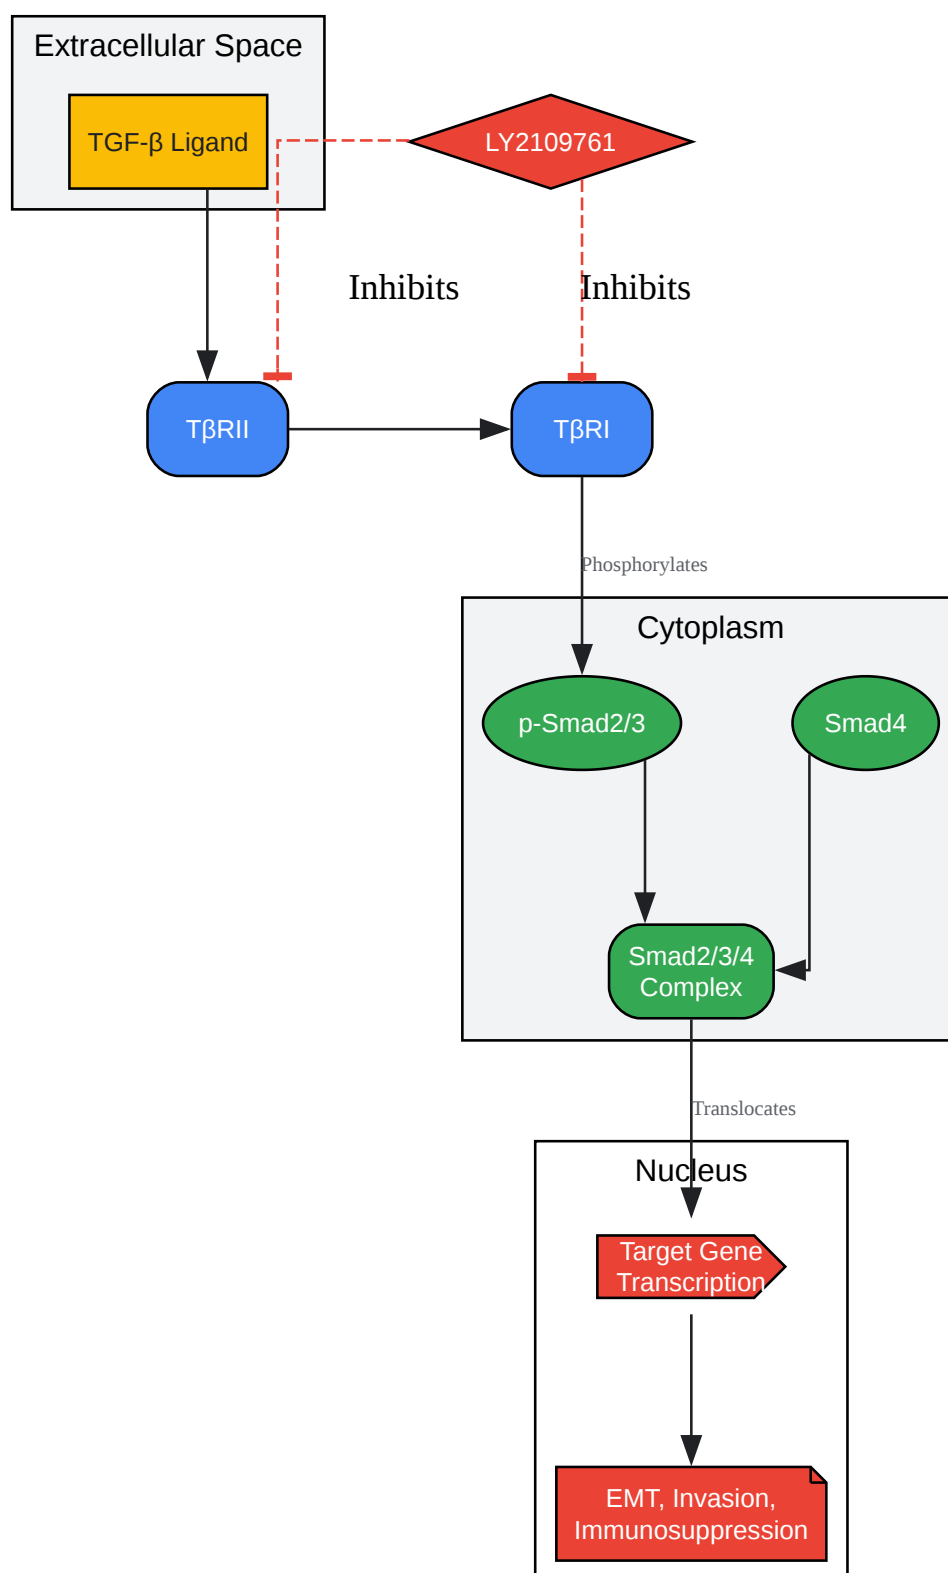 Extracellular Space
TGF-β Ligand
LY2109761
Inhibits
Inhibits
TβRII
TβRI
Phosphorylates
Cytoplasm
p-Smad2/3
Smad4
Smad2/3/4
Complex
Translocates
Nucleus
Target Gene
Transcription
EMT, Invasion,
Immunosuppression